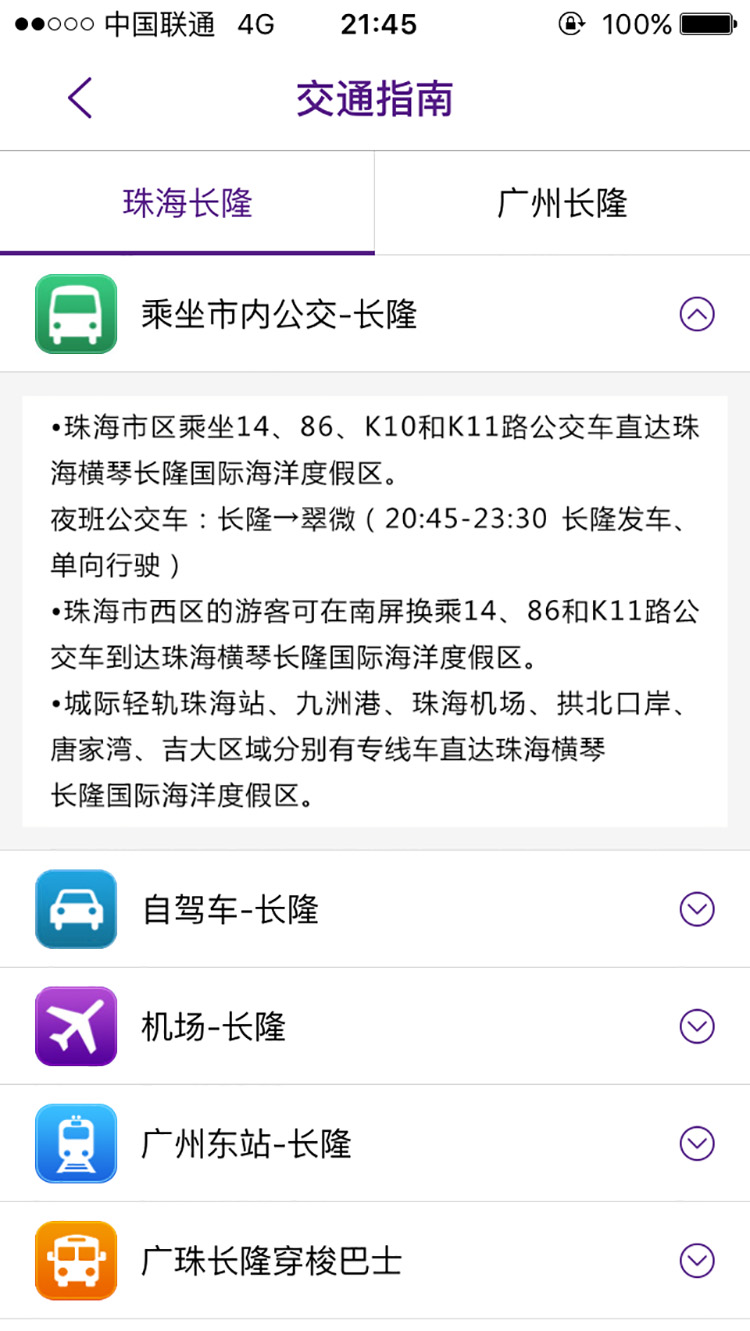 中国联通 4G 21:45 100%
交通指南
珠海长隆 广州长隆
乘坐市内公交-长隆
•珠海市区乘坐14、86、K10和K11路公交车直达珠
海横琴长隆国际海洋度假区。
夜班公交车：长隆→翠微（20:45-23:30 长隆发车、
单向行驶）
•珠海市西区的游客可在南屏换乘14、86和K11路公
交车到达珠海横琴长隆国际海洋度假区。
•城际轻轨珠海站、九洲港、珠海机场、拱北口岸、
唐家湾、吉大区域分别有专线车直达珠海横琴
长隆国际海洋度假区。
自驾车-长隆
机场-长隆
广州东站-长隆
广珠长隆穿梭巴士